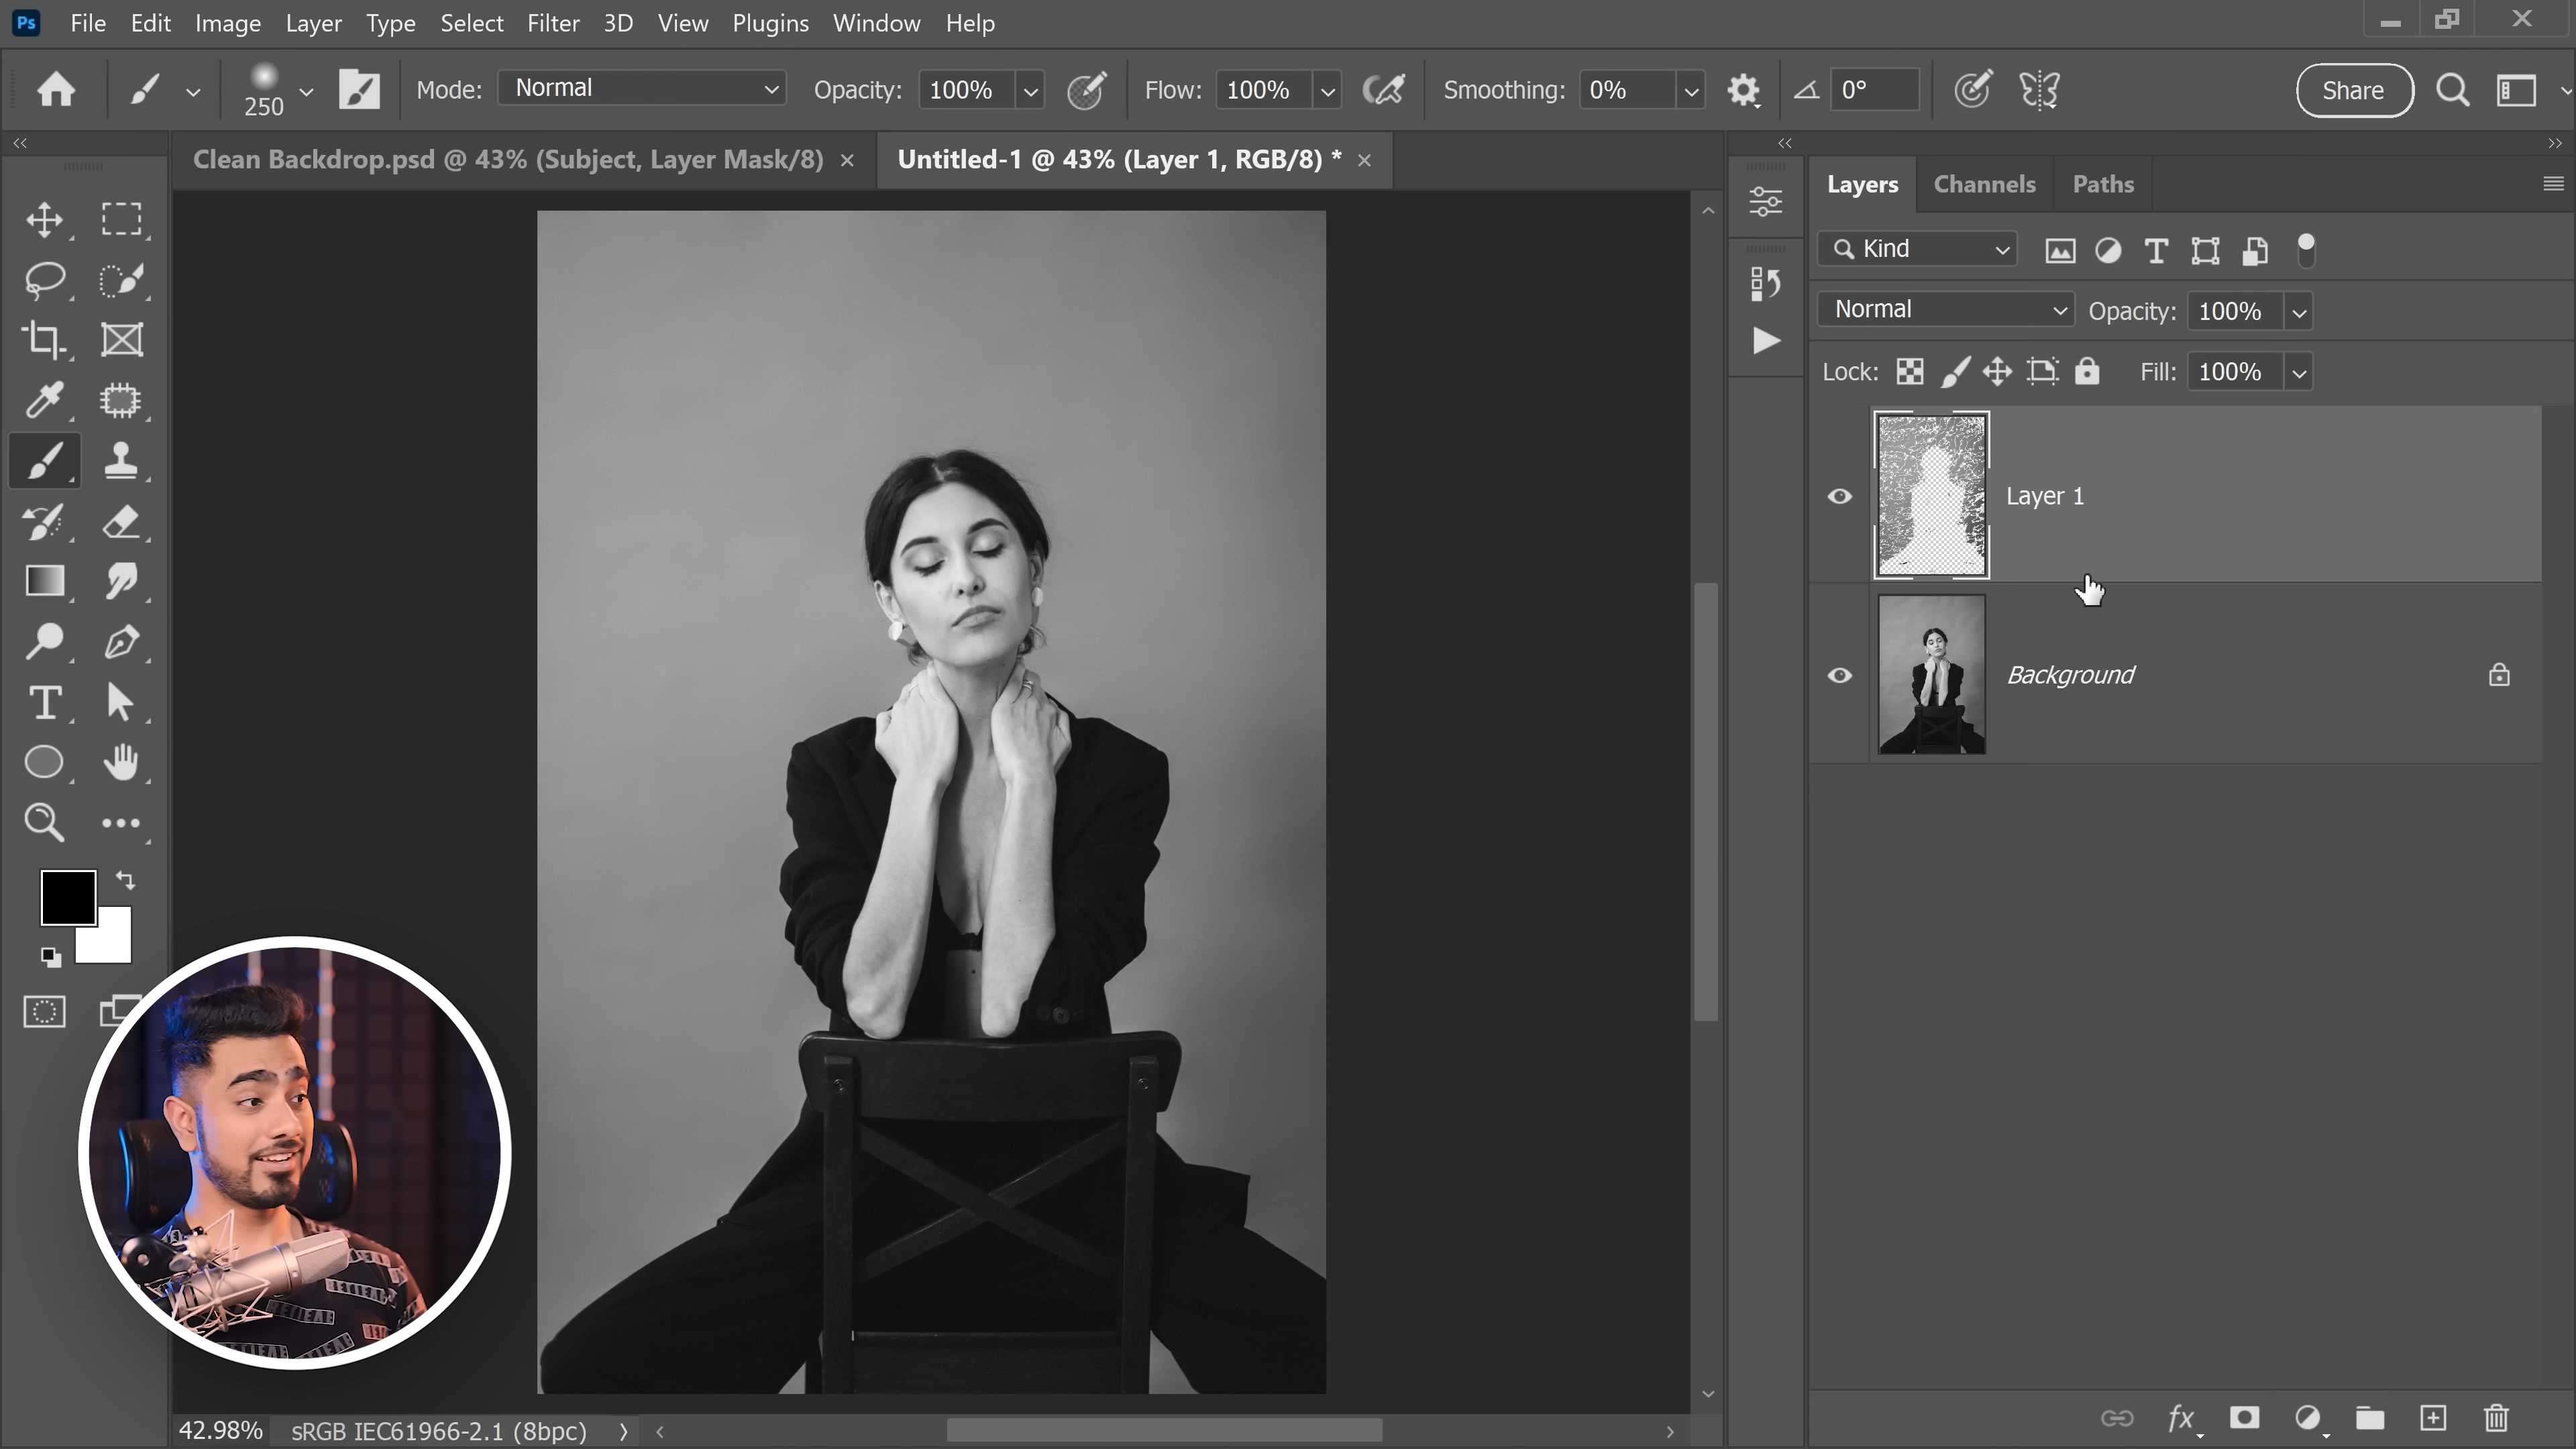 Ps File Edit Image Layer Type Select Filter 3D View Plugins Window Help
250 Mode: Normal Opacity: 100% Flow: 100% Smoothing: 0% 0° Share
Clean Backdrop.psd @ 43% (Subject, Layer Mask/8) × Untitled-1 @ 43% (Layer 1, RGB/8) * ×
Layers Channels Paths
Kind
Normal Opacity: 100%
Lock: Fill: 100%
Layer 1
Background
42.98% sRGB IEC61966-2.1 (8bpc)
fx